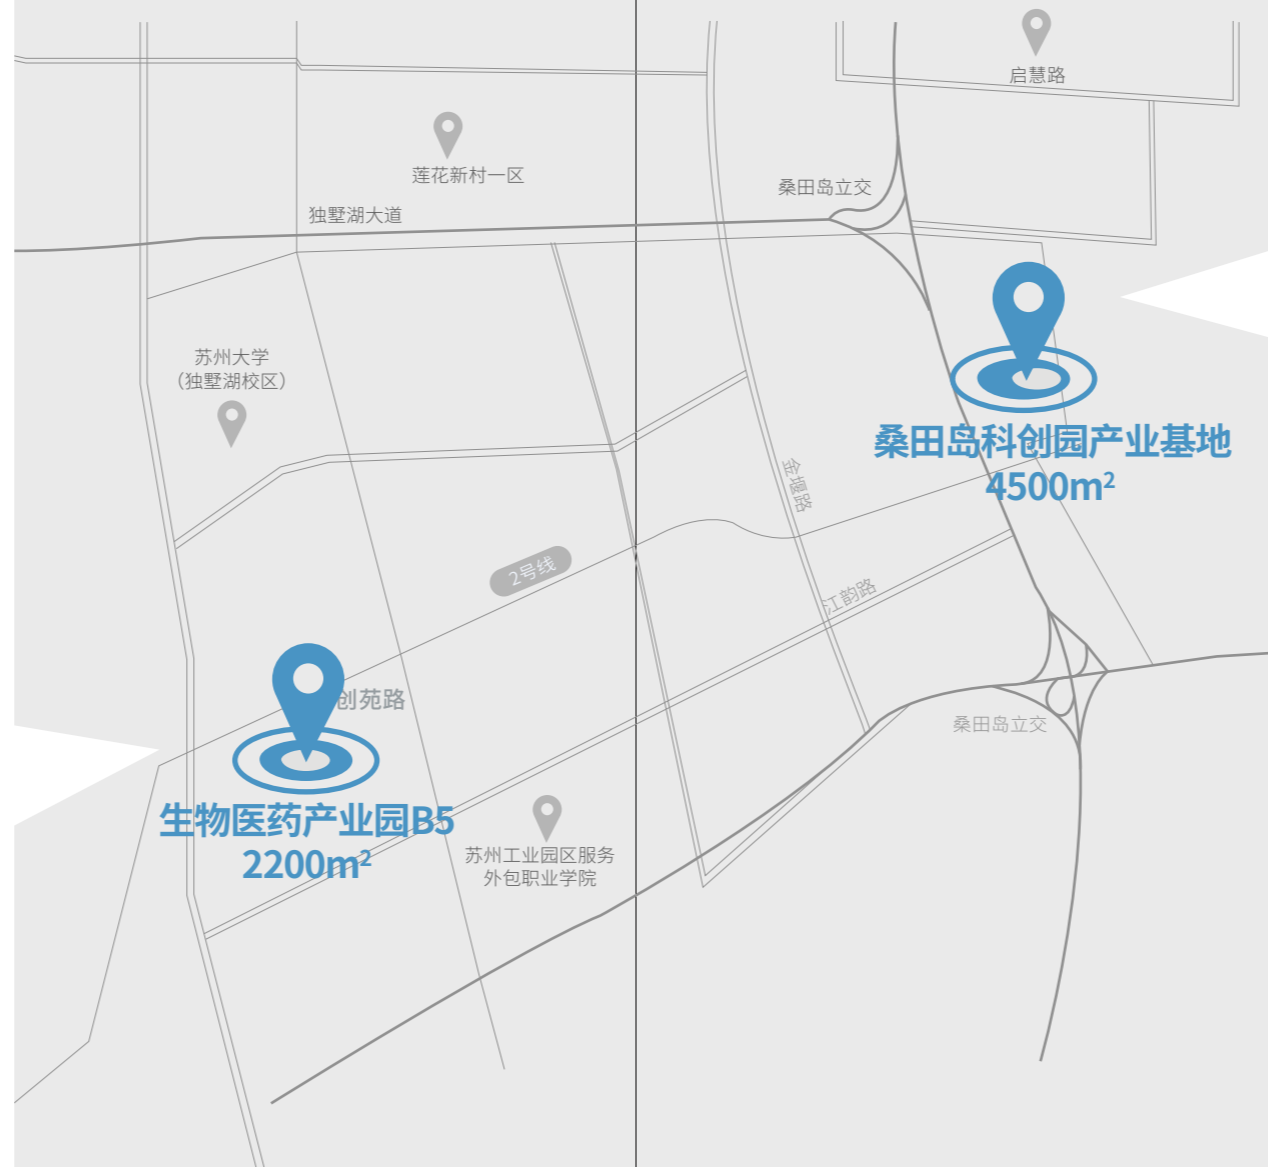 启慧路
莲花新村一区
桑田岛立交
独墅湖大道
苏州大学
（独墅湖校区）
桑田岛科创园产业基地
4500m²
金堰路
2号线
江韵路
创苑路
桑田岛立交
生物医药产业园B5
2200m²
苏州工业园区服务
外包职业学院